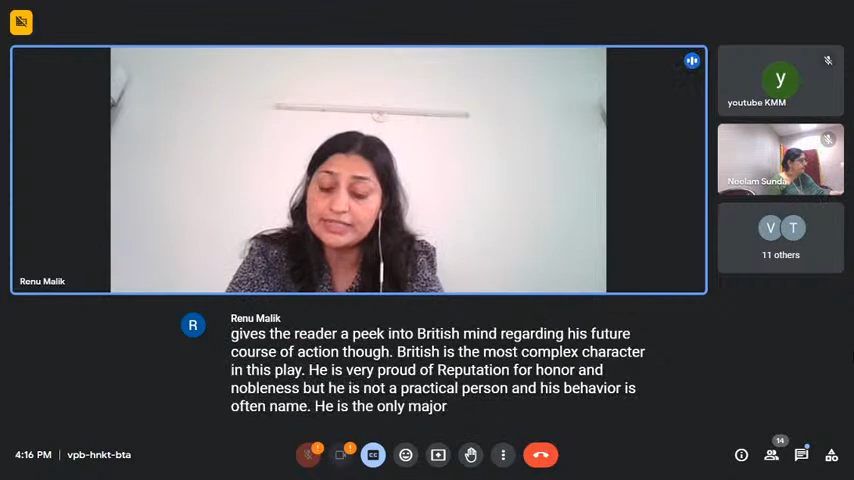 y
youtube KMM
Neelam Sunda
V T
11 others
Renu Malik
R
Renu Malik
gives the reader a peek into British mind regarding his future
course of action though. British is the most complex character
in this play. He is very proud of Reputation for honor and
nobleness but he is not a practical person and his behavior is
often name. He is the only major
14
4:16 PM | vpb-hnkt-bta
CC